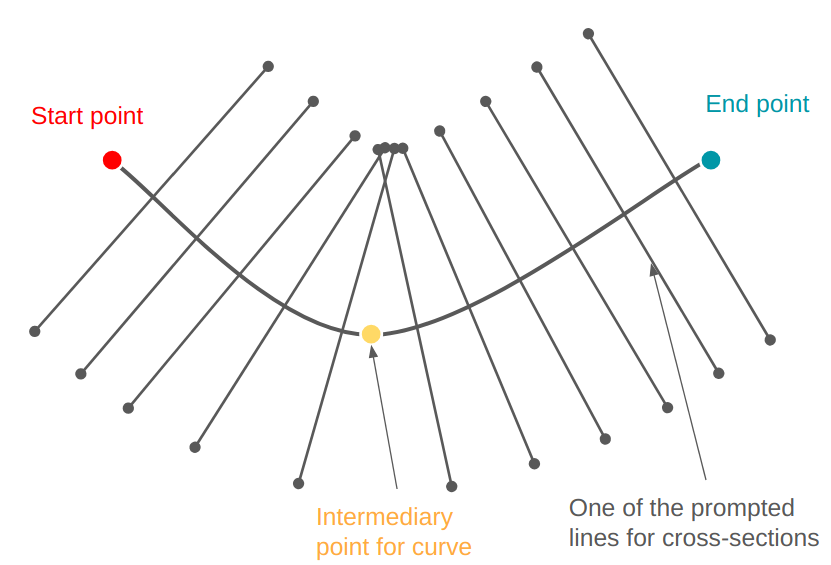 Start point
End point
Intermediary
point for curve
One of the prompted
lines for cross-sections